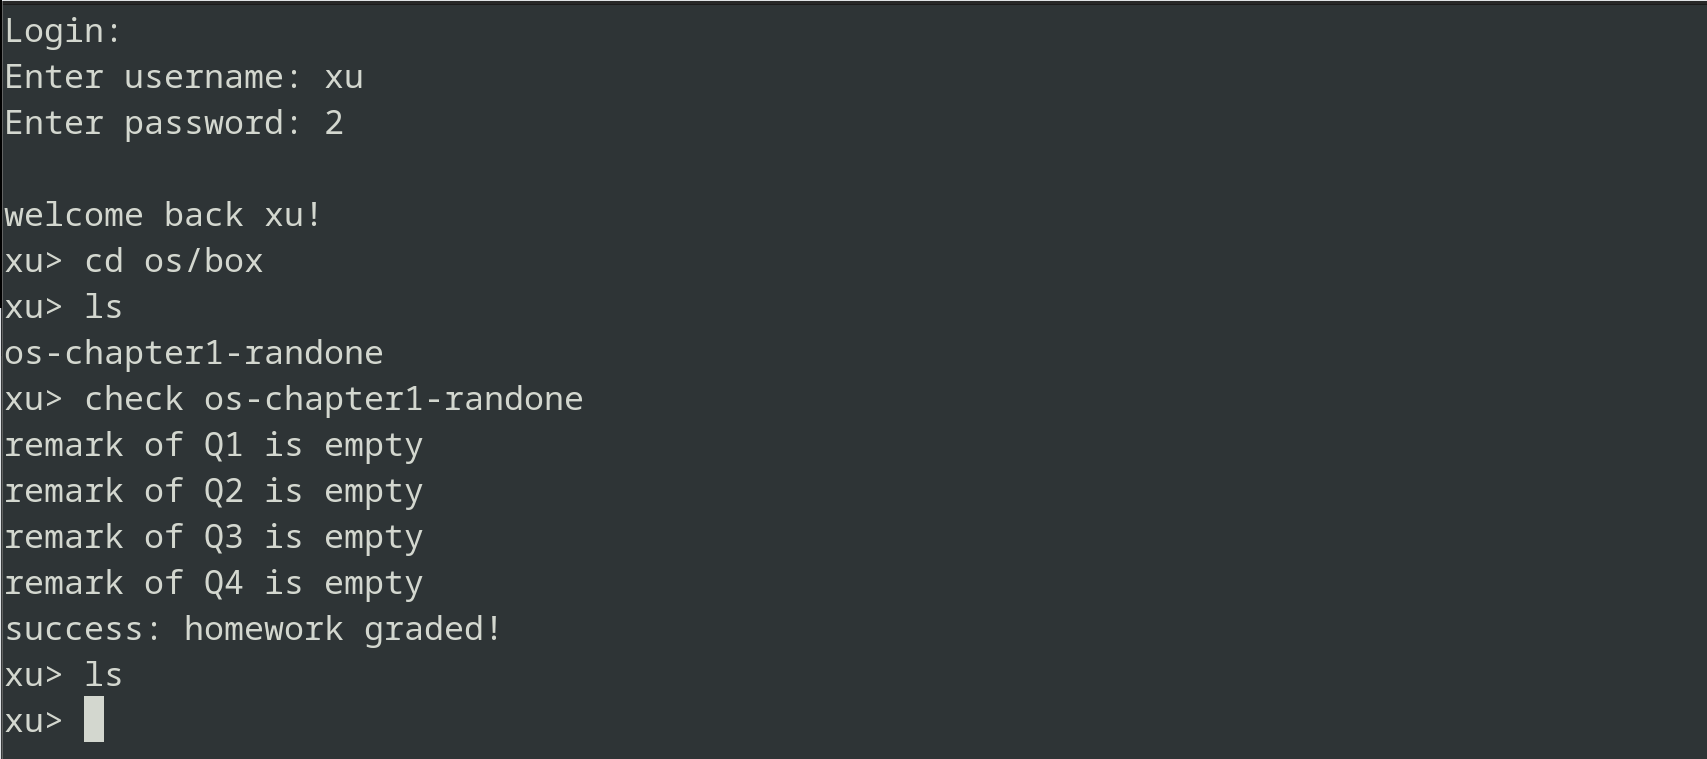 Login:
Enter username: xu
Enter password: 2
welcome back xu!
xu> cd os/box
xu> ls
os-chapter1-randone
xu> check os-chapter1-randone
remark of Q1 is empty
remark of Q2 is empty
remark of Q3 is empty
remark of Q4 is empty
success: homework graded!
xu> ls
xu>